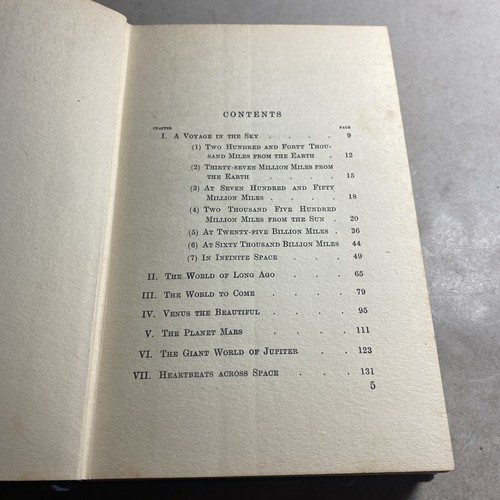 CONTENTS
CHAPTER PAGE
I. A VOYAGE IN THE SKY . . . . 9
(1) TWO HUNDRED AND FORTY THOU-
SAND MILES FROM THE EARTH . 12
(2) THIRTY-SEVEN MILLION MILES FROM
THE EARTH . . . . 15
(3) AT SEVEN HUNDRED AND FIFTY
MILLION MILES . . . . 18
(4) TWO THOUSAND FIVE HUNDRED
MILLION MILES FROM THE SUN . 20
(5) AT TWENTY-FIVE BILLION MILES . 36
(6) AT SIXTY THOUSAND BILLION MILES 44
(7) IN INFINITE SPACE . . . 49
II. THE WORLD OF LONG AGO . . . 65
III. THE WORLD TO COME . . . . 79
IV. VENUS THE BEAUTIFUL . . . . 95
V. THE PLANET MARS . . . . 111
VI. THE GIANT WORLD OF JUPITER . . 123
VII. HEARTBEATS ACROSS SPACE . . . 131
5